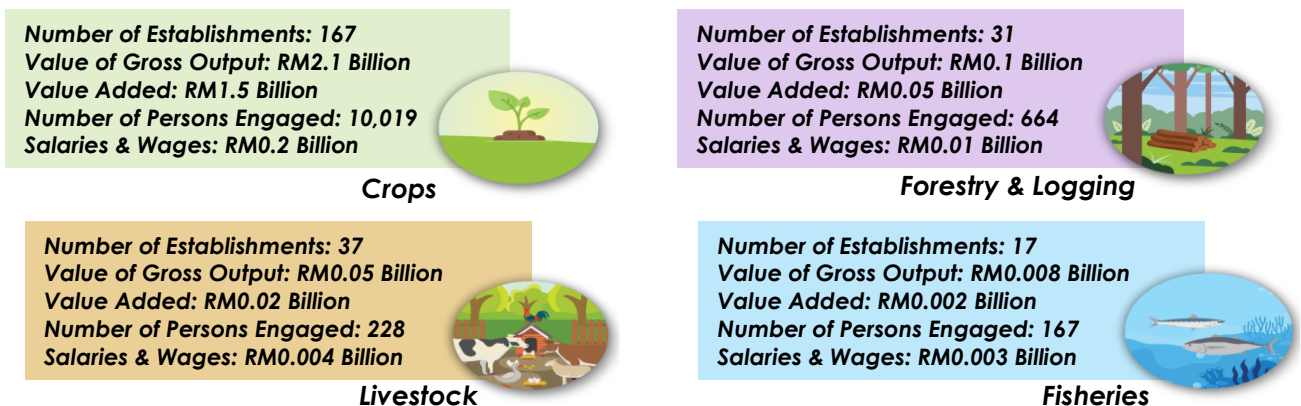 Number of Establishments: 167
Value of Gross Output: RM2.1 Billion
Value Added: RM1.5 Billion
Number of Persons Engaged: 10,019
Salaries & Wages: RM0.2 Billion
Crops
Number of Establishments: 31
Value of Gross Output: RM0.1 Billion
Value Added: RM0.05 Billion
Number of Persons Engaged: 664
Salaries & Wages: RM0.01 Billion
Forestry & Logging
Number of Establishments: 37
Value of Gross Output: RM0.05 Billion
Value Added: RM0.02 Billion
Number of Persons Engaged: 228
Salaries & Wages: RM0.004 Billion
Livestock
Number of Establishments: 17
Value of Gross Output: RM0.008 Billion
Value Added: RM0.002 Billion
Number of Persons Engaged: 167
Salaries & Wages: RM0.003 Billion
Fisheries